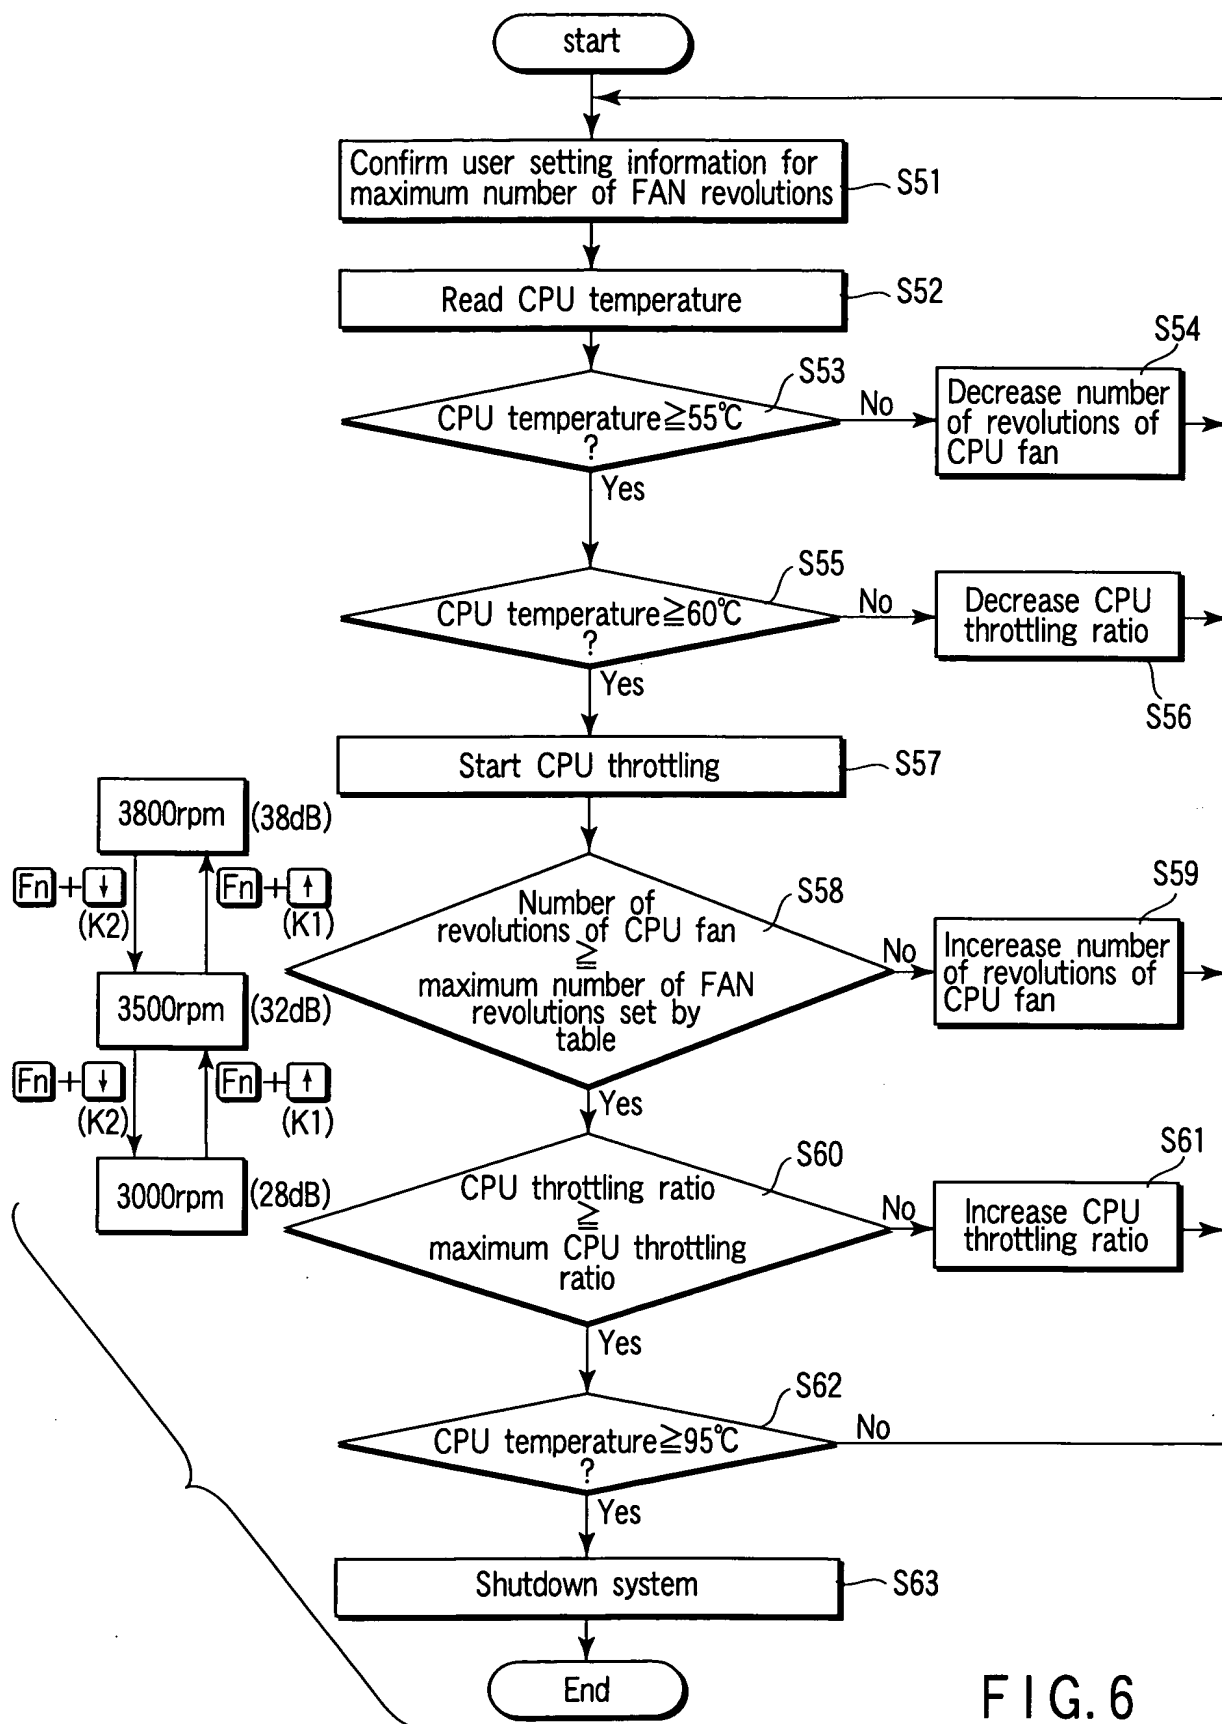 start
Confirm user setting information for
maximum number of FAN revolutions
S51
Read CPU temperature
S52
CPU temperature≧55℃
?
S53
No
Yes
S54
Decrease number
of revolutions of
CPU fan
CPU temperature≧60℃
?
S55
No
Yes
Decrease CPU
throttling ratio
S56
Start CPU throttling
S57
3800rpm (38dB)
Fn + ↓ Fn + ↑
(K2) (K1)
3500rpm (32dB)
Fn + ↓ Fn + ↑
(K2) (K1)
3000rpm (28dB)
Number of
revolutions of CPU fan
≧
maximum number of FAN
revolutions set by
table
S58
No
Yes
S59
Incerease number
of revolutions of
CPU fan
CPU throttling ratio
≧
maximum CPU throttling
ratio
S60
No
Yes
S61
Increase CPU
throttling ratio
CPU temperature≧95℃
?
S62
No
Yes
Shutdown system
S63
End
FIG. 6